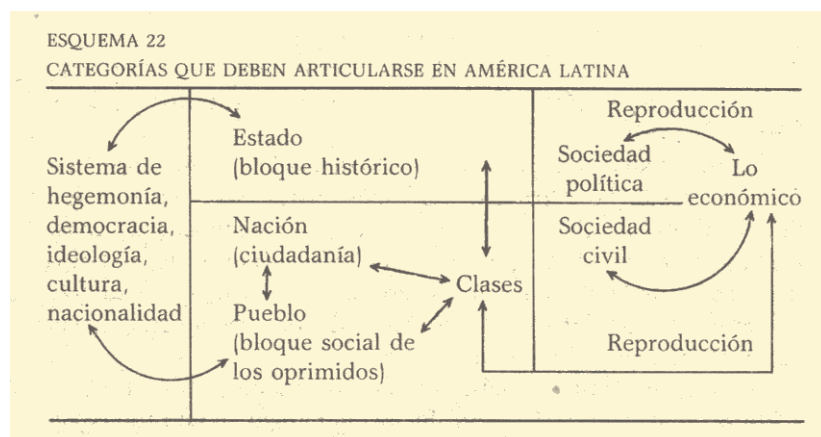 ESQUEMA 22
CATEGORÍAS QUE DEBEN ARTICULARSE EN AMÉRICA LATINA
Sistema de
hegemonía,
democracia,
ideología,
cultura,
nacionalidad
Estado
(bloque histórico)
Nación
(ciudadanía)
Pueblo
(bloque social de
los oprimidos)
Clases
Reproducción
Sociedad
política
Lo
económico
Sociedad
civil
Reproducción